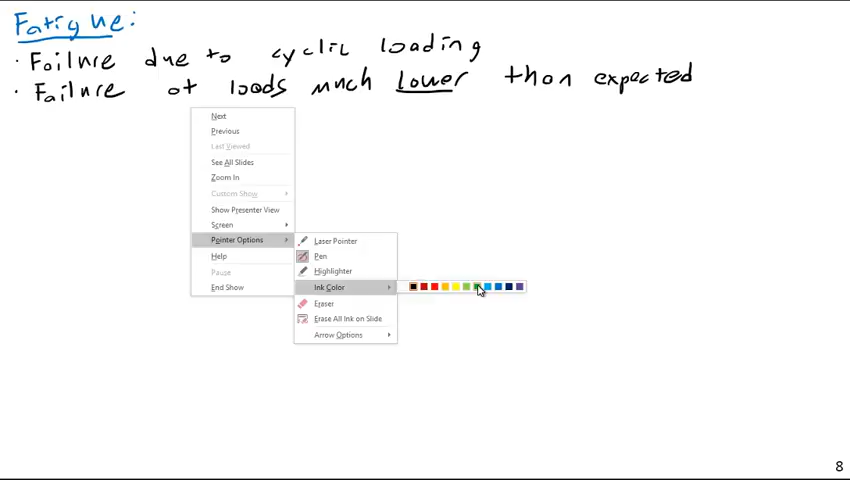 Fatigue:
· Failure due to cyclic loading
· Failure at loads much lower than expected
Next
Previous
Last Viewed
See All Slides
Zoom In
Custom Show
Show Presenter View
Screen
Pointer Options
Help
Pause
End Show
Laser Pointer
Pen
Highlighter
Ink Color
Eraser
Erase All Ink on Slide
Arrow Options
8